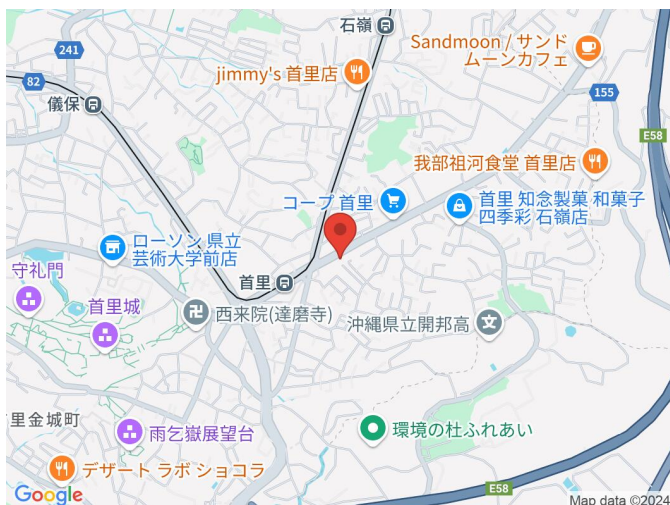 石嶺
Sandmoon / サンド
ムーンカフェ
241
jimmy's 首里店
82
155
儀保
E58
我部祖河食堂 首里店
コープ 首里
首里 知念製菓 和菓子
四季彩 石嶺店
ローソン 県立
芸術大学前店
守礼門
首里
首里城
西来院(達磨寺)
沖縄県立開邦高
文
里金城町
雨乞嶽展望台
環境の杜ふれあい
デザート ラボ ショコラ
E58
Google
Map data ©2024